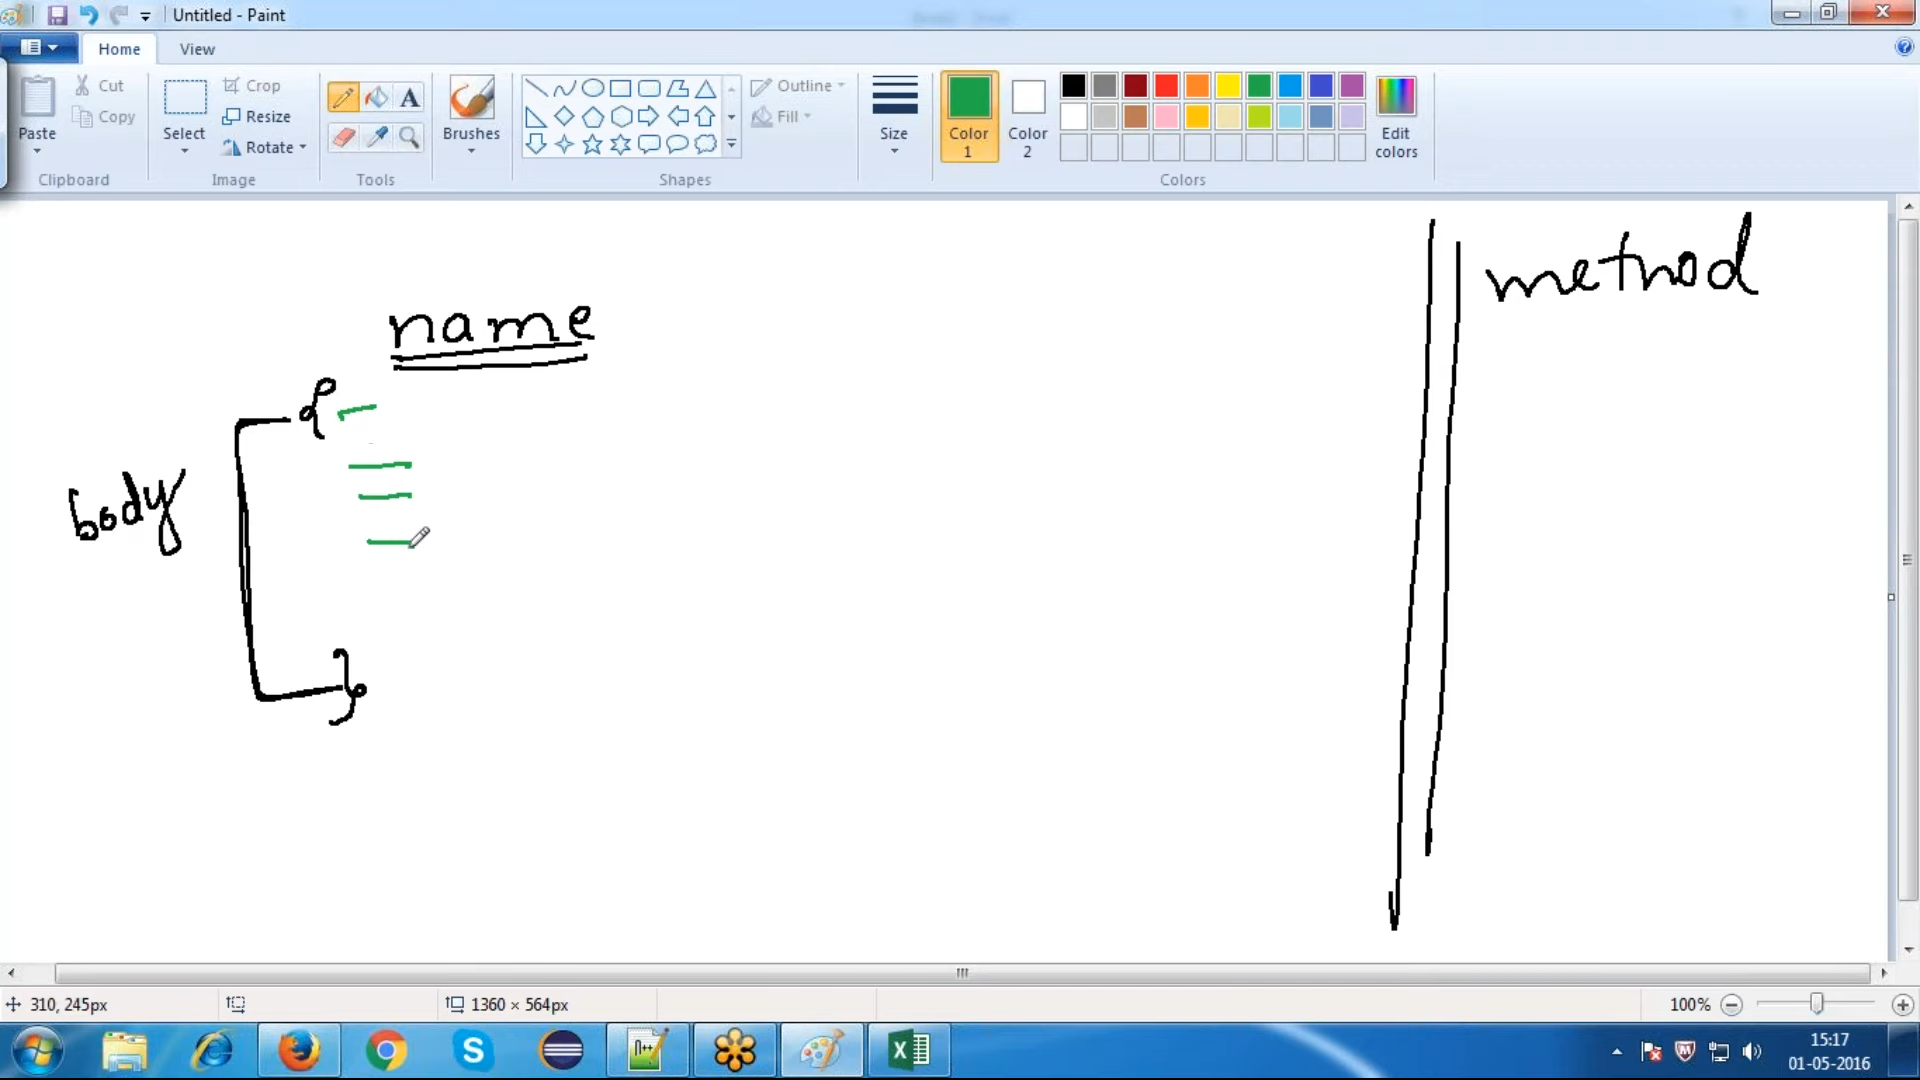 Untitled - Paint
Home View
Paste
Cut
Copy
Clipboard
Select
Crop
Resize
Rotate
Image
Tools
Brushes
Shapes
Outline
Fill
Size
Color 1
Color 2
Edit colors
Colors
method
name
{
body
}
310, 245px
1360 × 564px
100%
15:17
01-05-2016